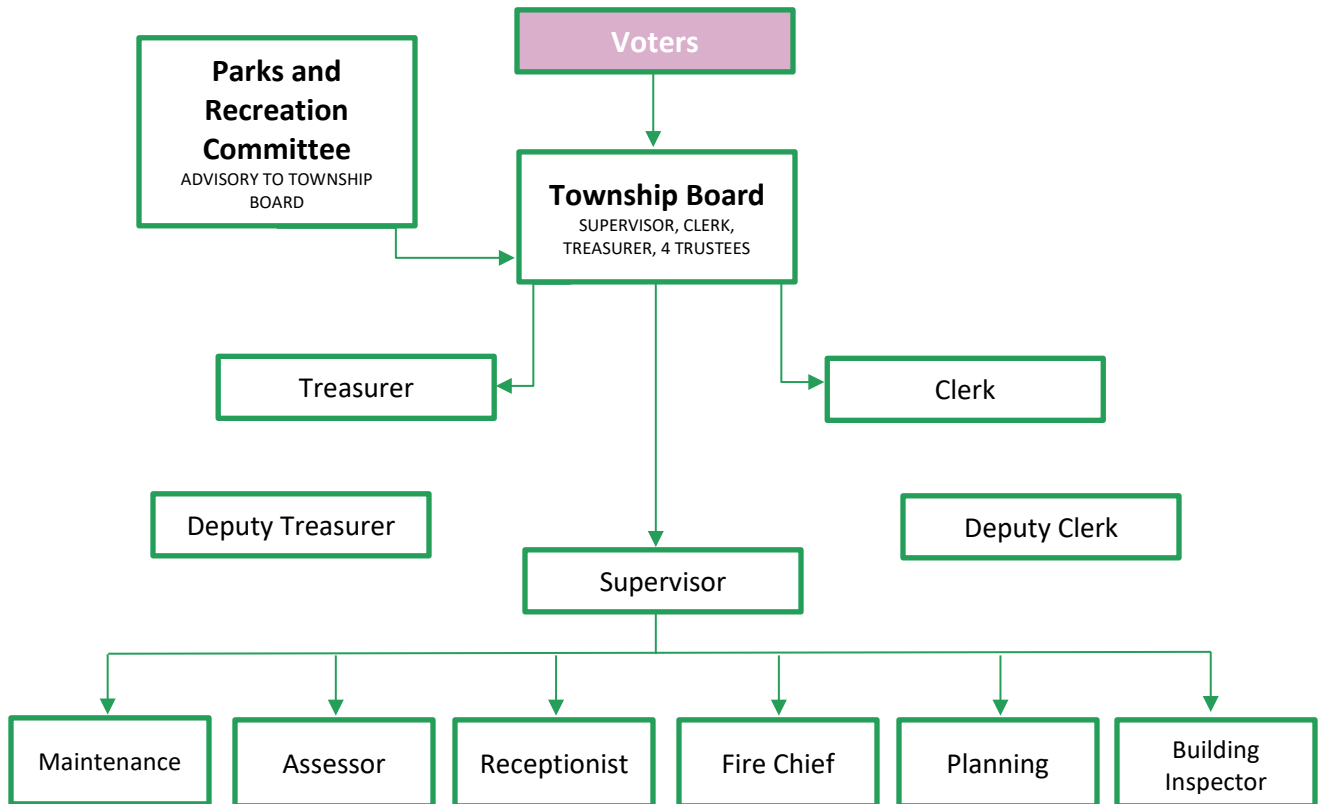 Voters
Parks and
Recreation
Committee
ADVISORY TO TOWNSHIP
BOARD
Township Board
SUPERVISOR, CLERK,
TREASURER, 4 TRUSTEES
Treasurer
Clerk
Deputy Treasurer
Deputy Clerk
Supervisor
Maintenance
Assessor
Receptionist
Fire Chief
Planning
Building
Inspector